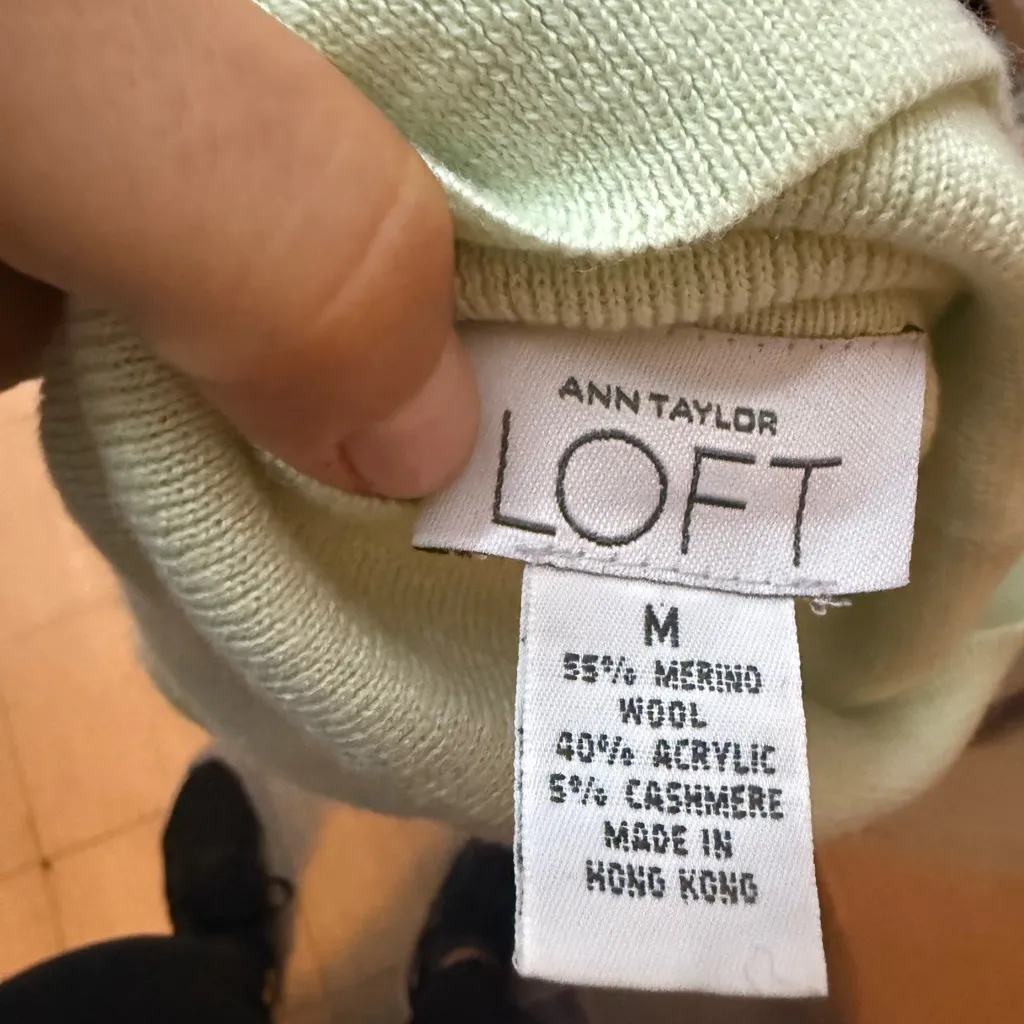 ANN TAYLOR
LOFT
M
55% MERINO
WOOL
40% ACRYLIC
5% CASHMERE
MADE IN
HONG KONG